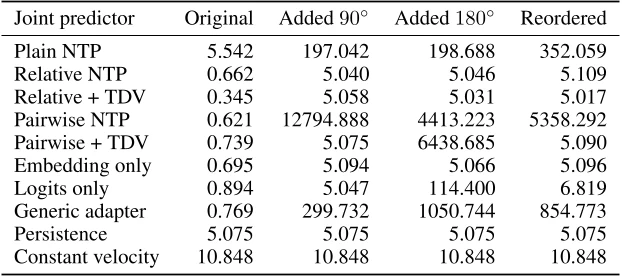 Joint predictor Original Added 90° Added 180° Reordered
Plain NTP 5.542 197.042 198.688 352.059
Relative NTP 0.662 5.040 5.046 5.109
Relative + TDV 0.345 5.058 5.031 5.017
Pairwise NTP 0.621 12794.888 4413.223 5358.292
Pairwise + TDV 0.739 5.075 6438.685 5.090
Embedding only 0.695 5.094 5.066 5.096
Logits only 0.894 5.047 114.400 6.819
Generic adapter 0.769 299.732 1050.744 854.773
Persistence 5.075 5.075 5.075 5.075
Constant velocity 10.848 10.848 10.848 10.848